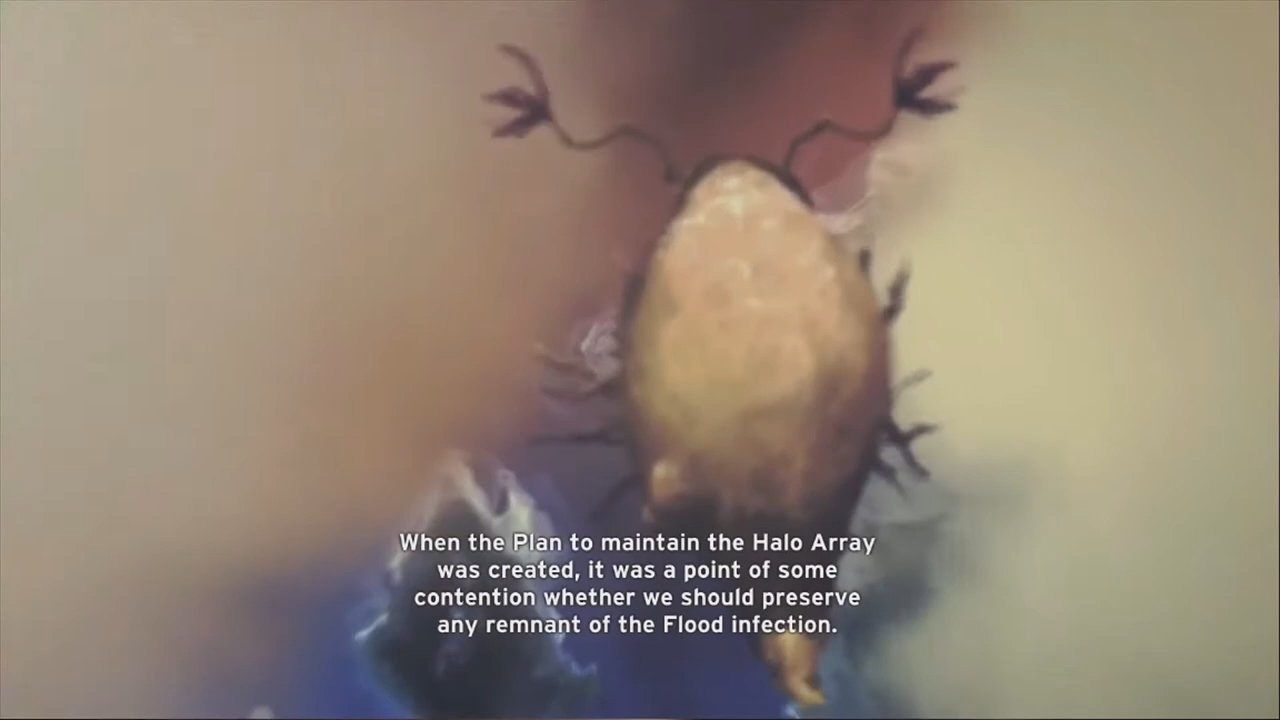 When the Plan to maintain the Halo Array
was created, it was a point of some
contention whether we should preserve
any remnant of the Flood infection.